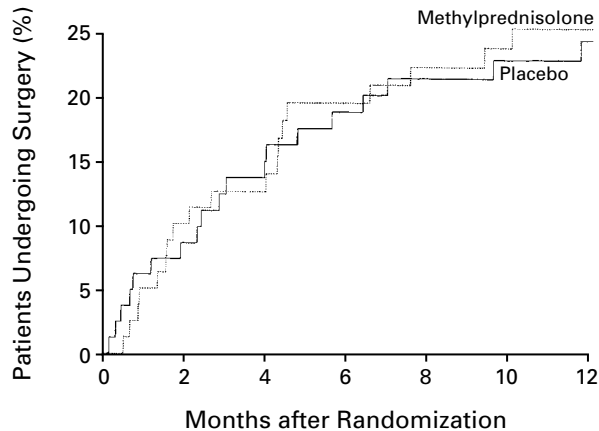 Patients Undergoing Surgery (%)
Methylprednisolone
Placebo
25
20
15
10
5
0
0 2 4 6 8 10 12
Months after Randomization